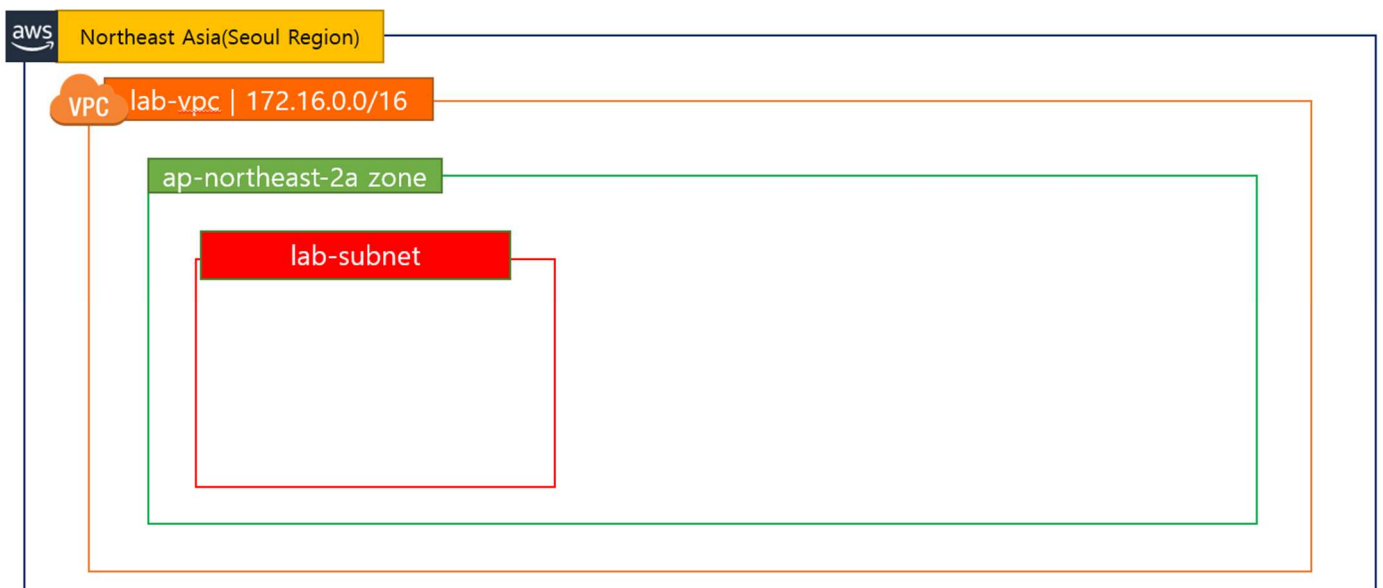 aws
Northeast Asia(Seoul Region)
VPC
lab-vpc | 172.16.0.0/16
ap-northeast-2a zone
lab-subnet